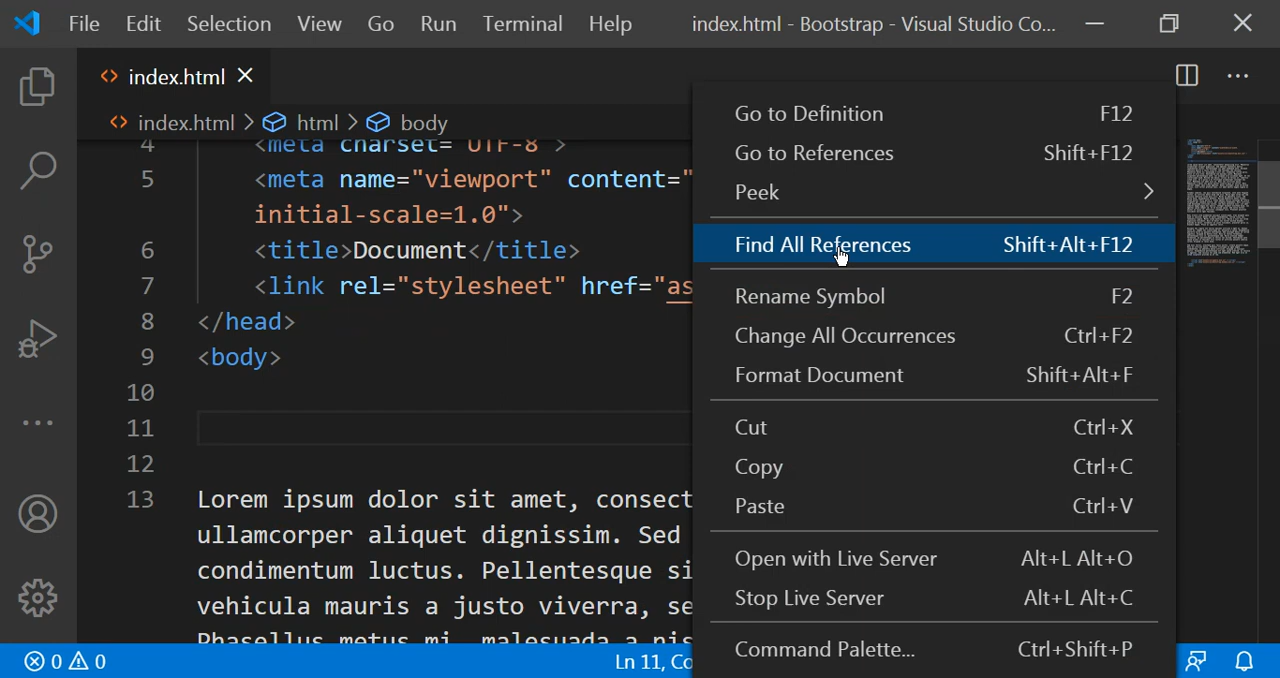 File Edit Selection View Go Run Terminal Help index.html - Bootstrap - Visual Studio Co...
index.html
index.html > html > body
4 <meta charset="UTF-8">
5 <meta name="viewport" content="
initial-scale=1.0">
6 <title>Document</title>
7 <link rel="stylesheet" href="as
8 </head>
9 <body>
10
11
12
13 Lorem ipsum dolor sit amet, consect
ullamcorper aliquet dignissim. Sed
condimentum luctus. Pellentesque si
vehicula mauris a justo viverra, se
Phasellus metus mi, malesuada a nis
Go to Definition F12
Go to References Shift+F12
Peek >
Find All References Shift+Alt+F12
Rename Symbol F2
Change All Occurrences Ctrl+F2
Format Document Shift+Alt+F
Cut Ctrl+X
Copy Ctrl+C
Paste Ctrl+V
Open with Live Server Alt+L Alt+O
Stop Live Server Alt+L Alt+C
Command Palette... Ctrl+Shift+P
0 0 Ln 11, Co